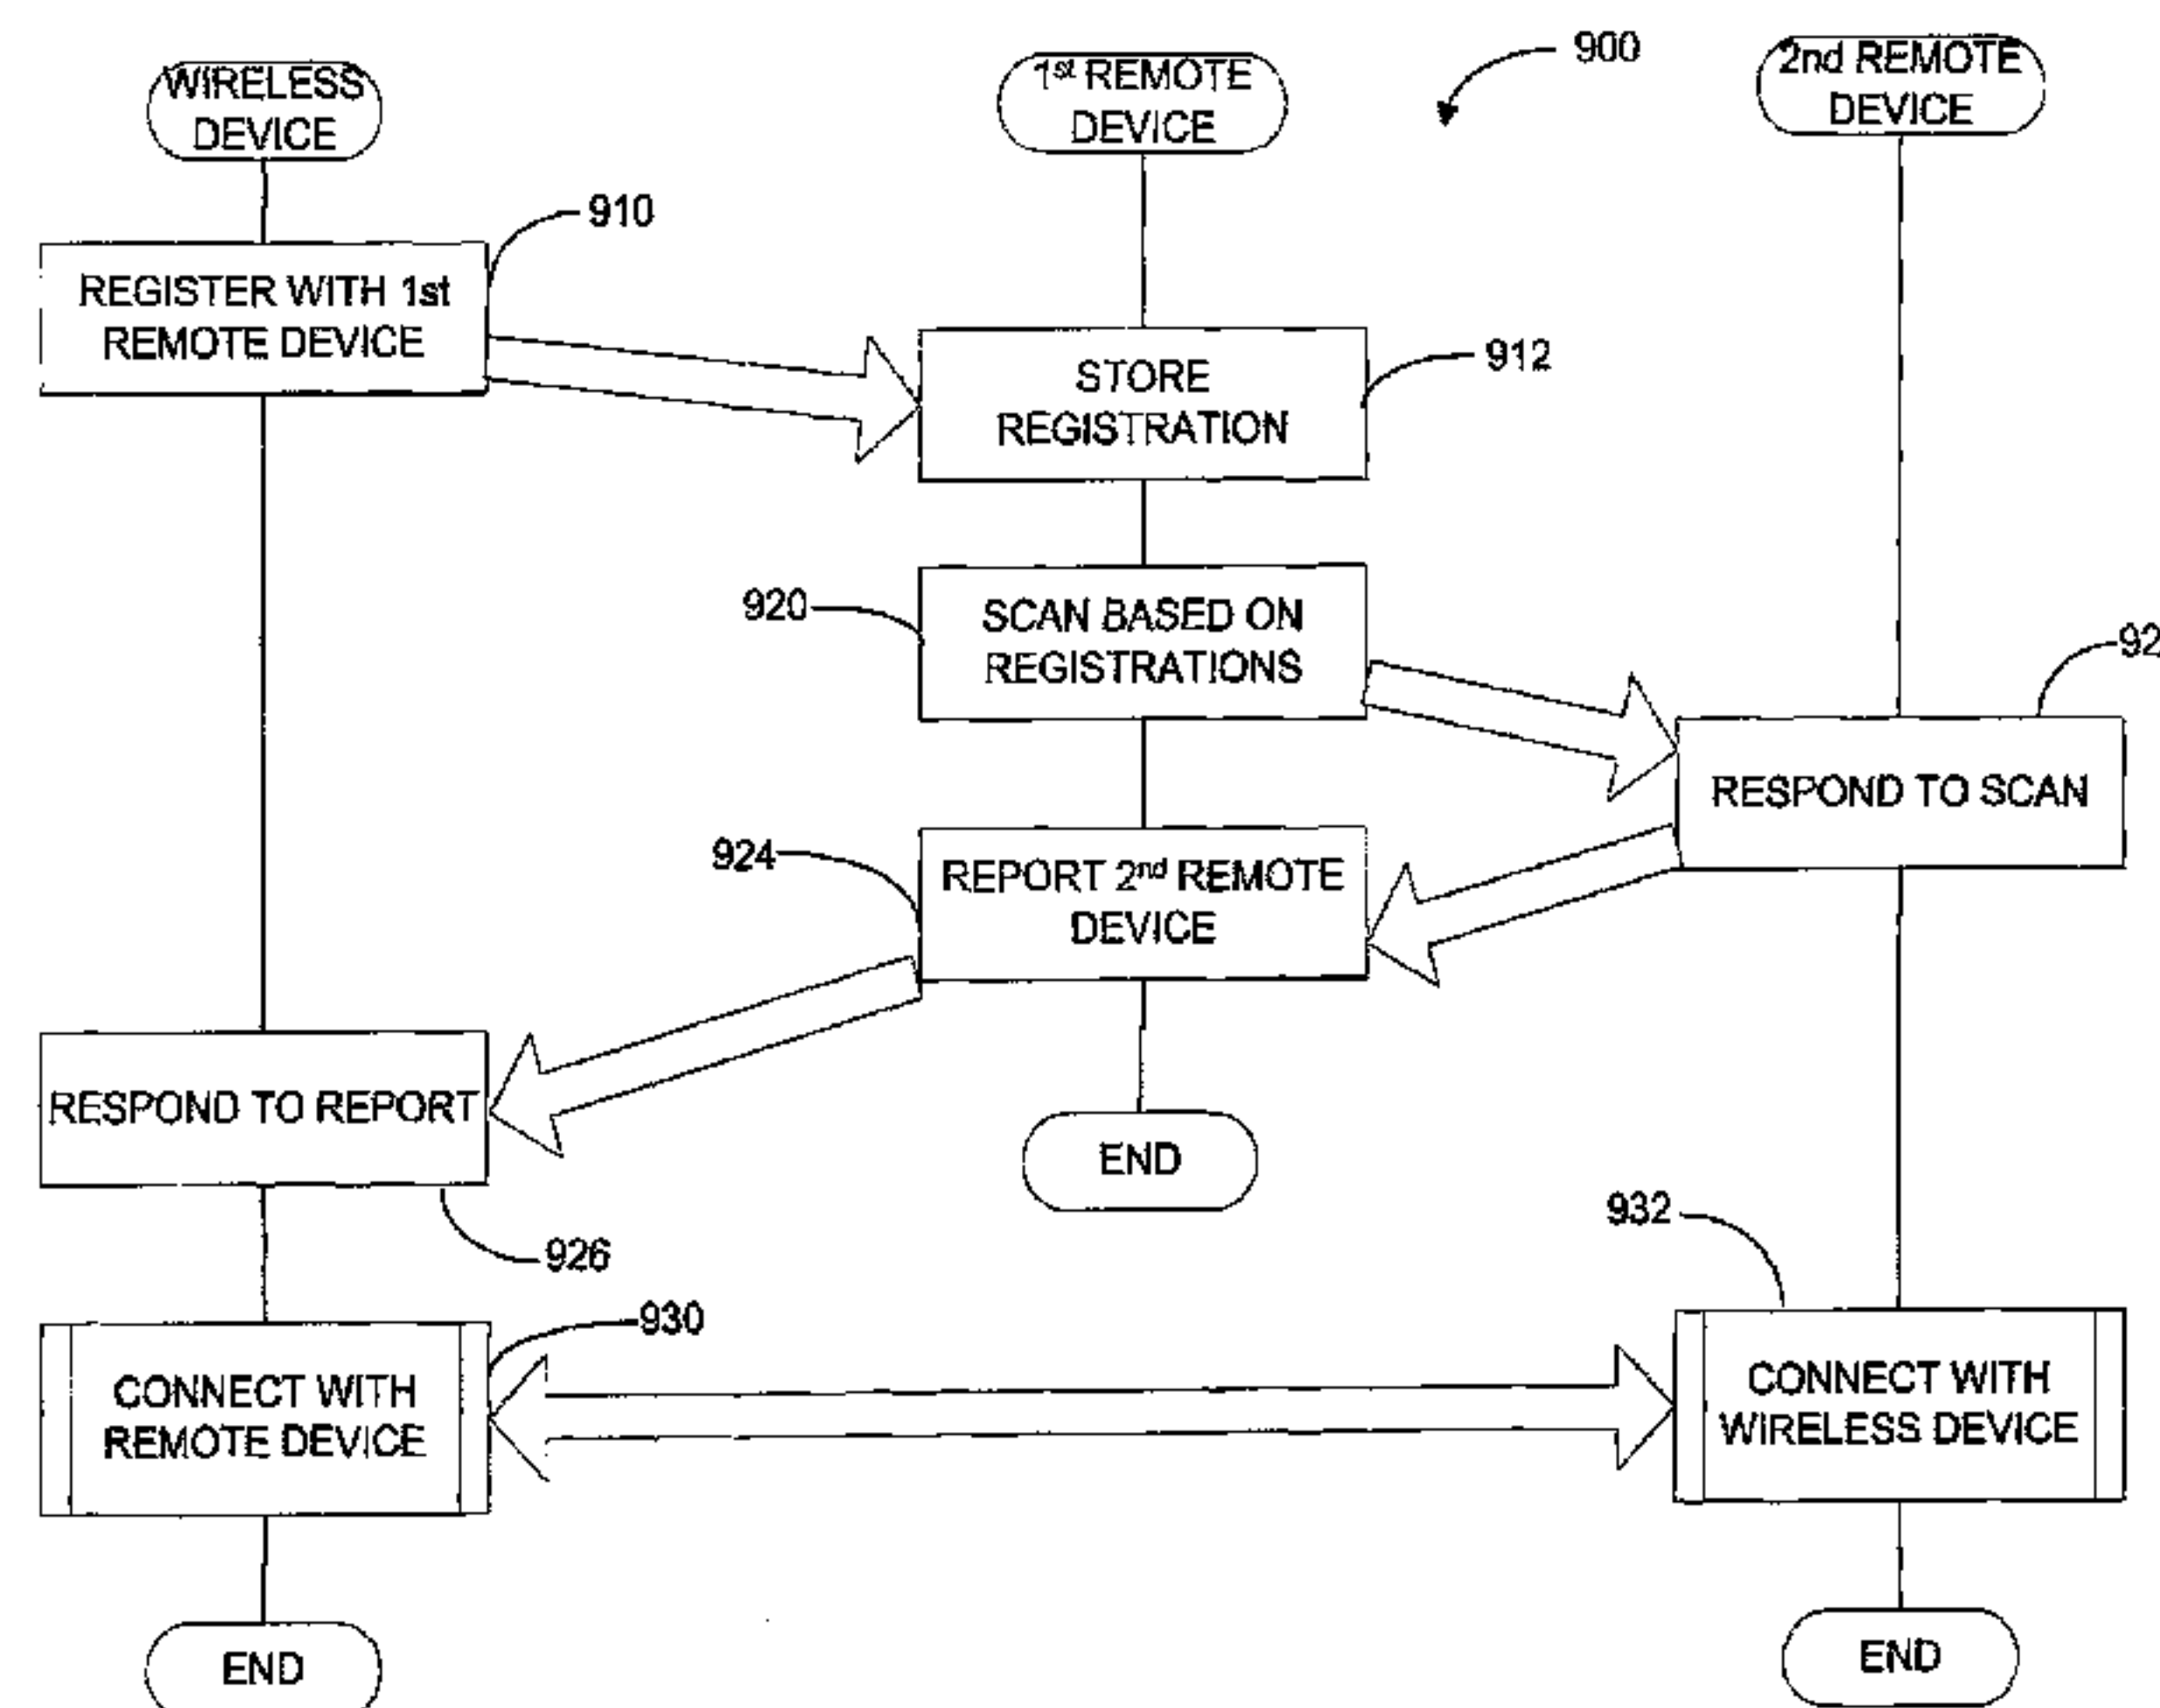 WIRELESS
DEVICE
1st REMOTE
DEVICE
900
2nd REMOTE
DEVICE
910
REGISTER WITH 1st
REMOTE DEVICE
912
STORE
REGISTRATION
920
SCAN BASED ON
REGISTRATIONS
92
RESPOND TO SCAN
924
REPORT 2nd REMOTE
DEVICE
RESPOND TO REPORT
END
926
932
930
CONNECT WITH
REMOTE DEVICE
CONNECT WITH
WIRELESS DEVICE
END
END